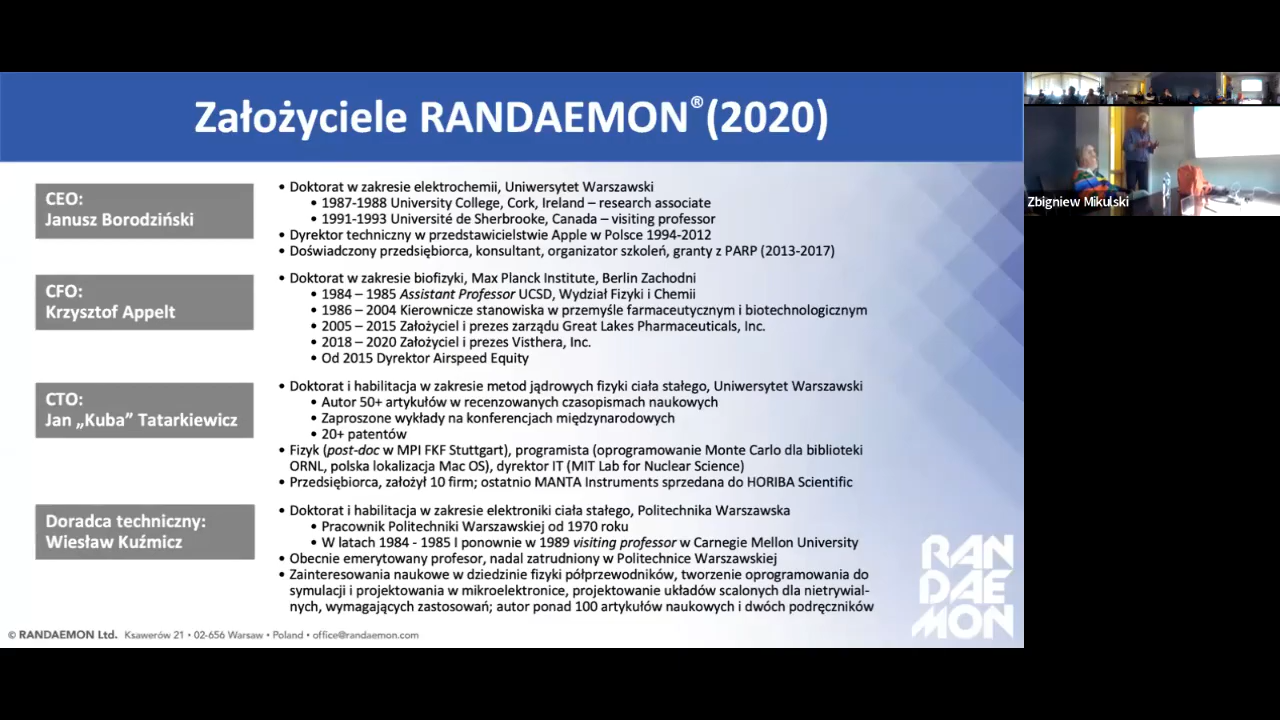 Założyciele RANDAEMON®(2020)
CEO:
Janusz Borodziński
• Doktorat w zakresie elektrochemii, Uniwersytet Warszawski
• 1987-1988 University College, Cork, Ireland – research associate
• 1991-1993 Université de Sherbrooke, Canada – visiting professor
• Dyrektor techniczny w przedstawicielstwie Apple w Polsce 1994-2012
• Doświadczony przedsiębiorca, konsultant, organizator szkoleń, granty z PARP (2013-2017)
CFO:
Krzysztof Appelt
• Doktorat w zakresie biofizyki, Max Planck Institute, Berlin Zachodni
• 1984 – 1985 Assistant Professor UCSD, Wydział Fizyki i Chemii
• 1986 – 2004 Kierownicze stanowiska w przemyśle farmaceutycznym i biotechnologicznym
• 2005 – 2015 Założyciel i prezes zarządu Great Lakes Pharmaceuticals, Inc.
• 2018 – 2020 Założyciel i prezes Visthera, Inc.
• Od 2015 Dyrektor Airspeed Equity
CTO:
Jan „Kuba” Tatarkiewicz
• Doktorat i habilitacja w zakresie metod jądrowych fizyki ciała stałego, Uniwersytet Warszawski
• Autor 50+ artykułów w recenzowanych czasopismach naukowych
• Zaproszone wykłady na konferencjach międzynarodowych
• 20+ patentów
• Fizyk (post-doc w MPI FKF Stuttgart), programista (oprogramowanie Monte Carlo dla biblioteki
ORNL, polska lokalizacja Mac OS), dyrektor IT (MIT Lab for Nuclear Science)
• Przedsiębiorca, założył 10 firm; ostatnio MANTA Instruments sprzedana do HORIBA Scientific
Doradca techniczny:
Wiesław Kuźmicz
• Doktorat i habilitacja w zakresie elektroniki ciała stałego, Politechnika Warszawska
• Pracownik Politechniki Warszawskiej od 1970 roku
• W latach 1984 - 1985 I ponownie w 1989 visiting professor w Carnegie Mellon University
• Obecnie emerytowany profesor, nadal zatrudniony w Politechnice Warszawskiej
• Zainteresowania naukowe w dziedzinie fizyki półprzewodników, tworzenie oprogramowania do
symulacji i projektowania w mikroelektronice, projektowanie układów scalonych dla nietrywial-
nych, wymagających zastosowań; autor ponad 100 artykułów naukowych i dwóch podręczników
RAN
DAE
MON
© RANDAEMON Ltd. Ksawerów 21 • 02-656 Warsaw • Poland • office@randaemon.com
Zbigniew Mikulski